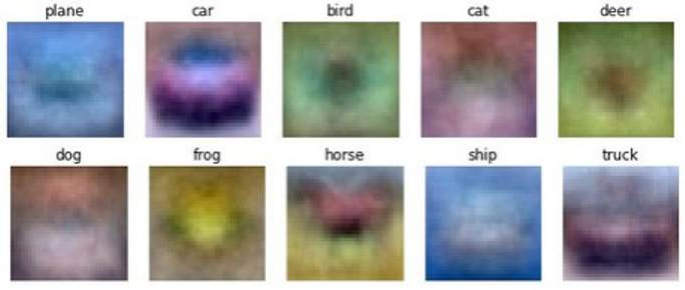 plane car bird cat deer
dog frog horse ship truck